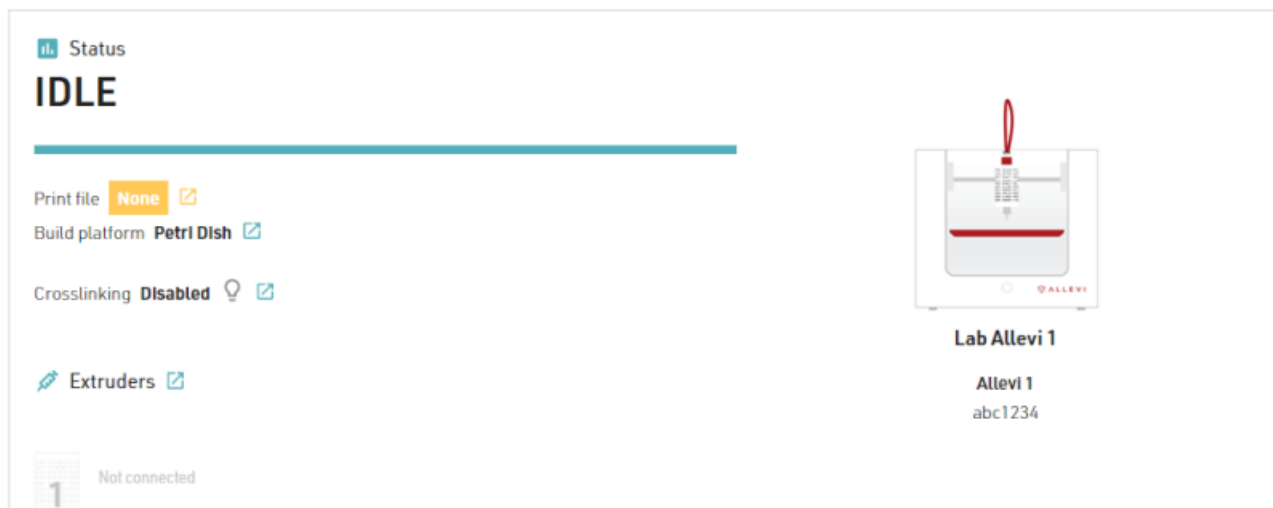 Status
IDLE
Print file None
Build platform Petri Dish
Crosslinking Disabled
Extruders
1 Not connected
ALLEVI
Lab Allevi 1
Allevi 1
abc1234